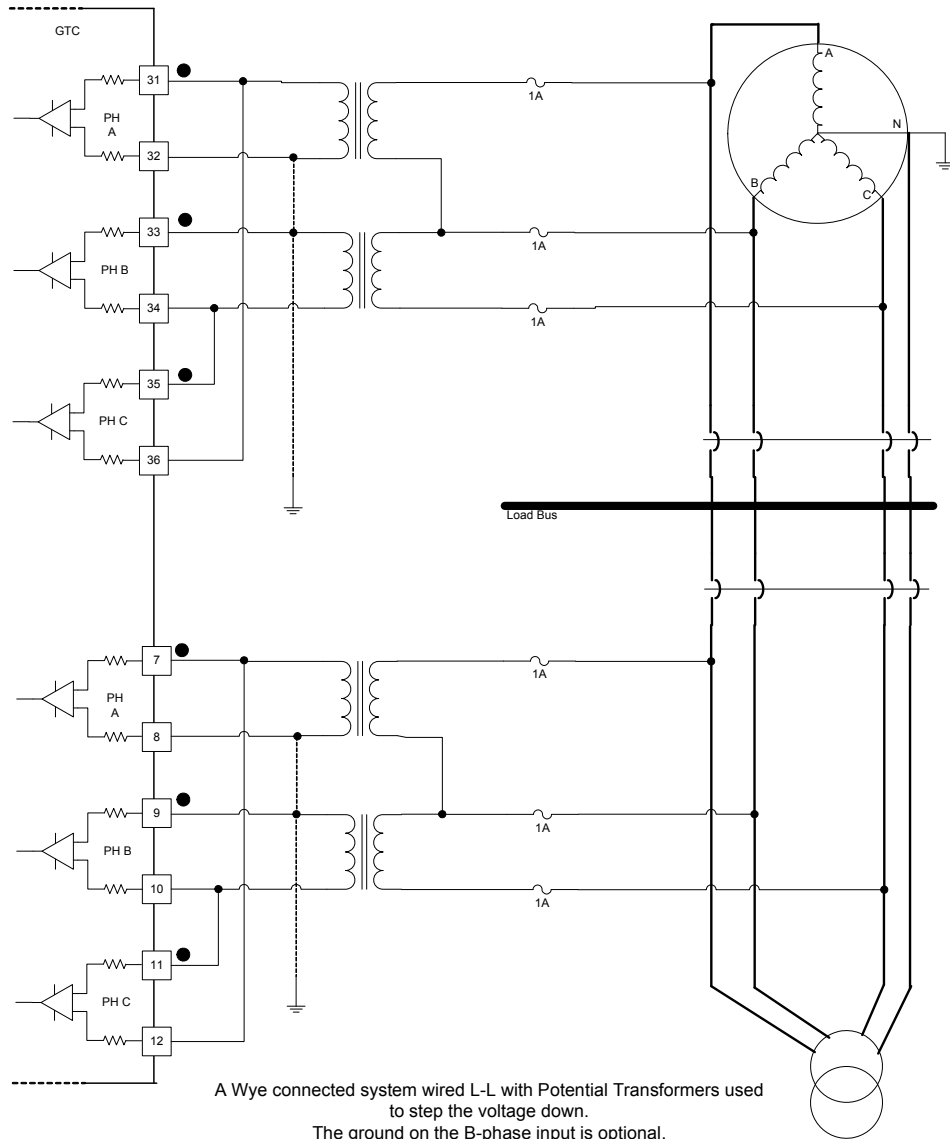 GTC
A
31
PH
A
1A
32
N
B
C
33
1A
PH B
34
1A
35
PH C
36
Load Bus
7
1A
PH
A
8
9
1A
PH B
10
1A
11
PH C
12
A Wye connected system wired L-L with Potential Transformers used
to step the voltage down.
The ground on the B-phase input is optional.